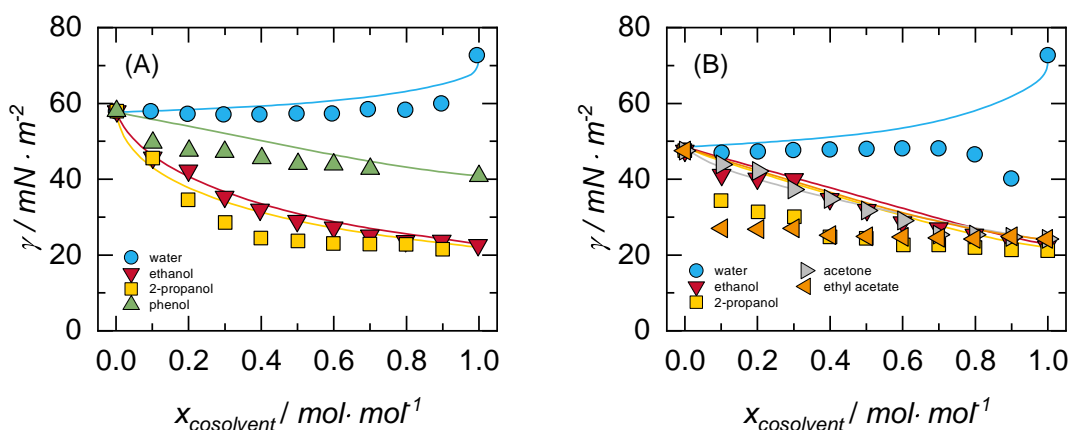 (A)
γ / mN · m⁻²
80
60
40
20
0
water
ethanol
2-propanol
phenol
0.0 0.2 0.4 0.6 0.8 1.0
x_cosolvent / mol· mol⁻¹
(B)
γ / mN · m⁻²
80
60
40
20
0
water
ethanol
2-propanol
acetone
ethyl acetate
0.0 0.2 0.4 0.6 0.8 1.0
x_cosolvent / mol· mol⁻¹